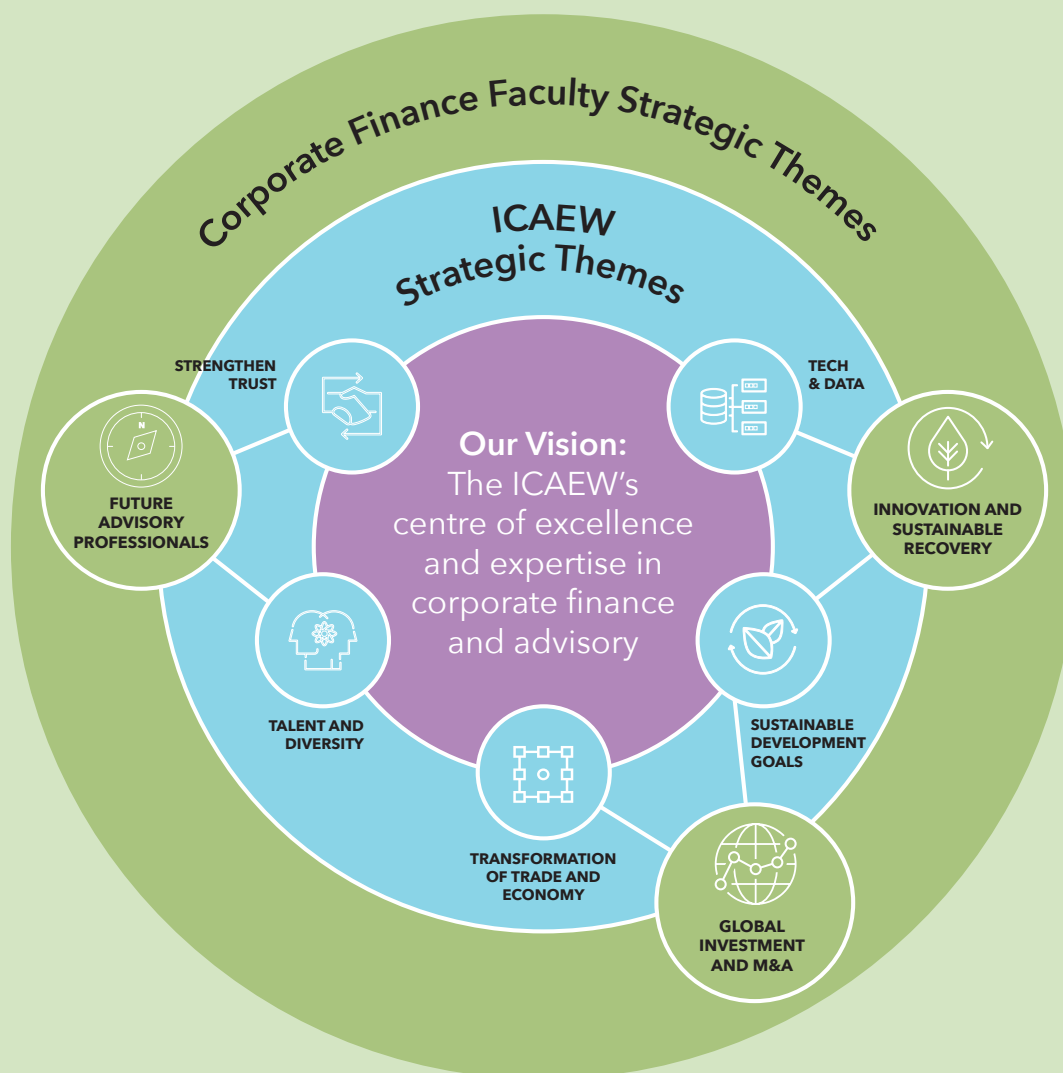 Corporate Finance Faculty Strategic Themes
ICAEW
Strategic Themes
STRENGTHEN
TRUST
TECH
& DATA
N
FUTURE
ADVISORY
PROFESSIONALS
Our Vision:
The ICAEW’s
centre of excellence
and expertise in
corporate finance
and advisory
INNOVATION AND
SUSTAINABLE
RECOVERY
TALENT AND
DIVERSITY
SUSTAINABLE
DEVELOPMENT
GOALS
TRANSFORMATION
OF TRADE AND
ECONOMY
GLOBAL
INVESTMENT
AND M&A